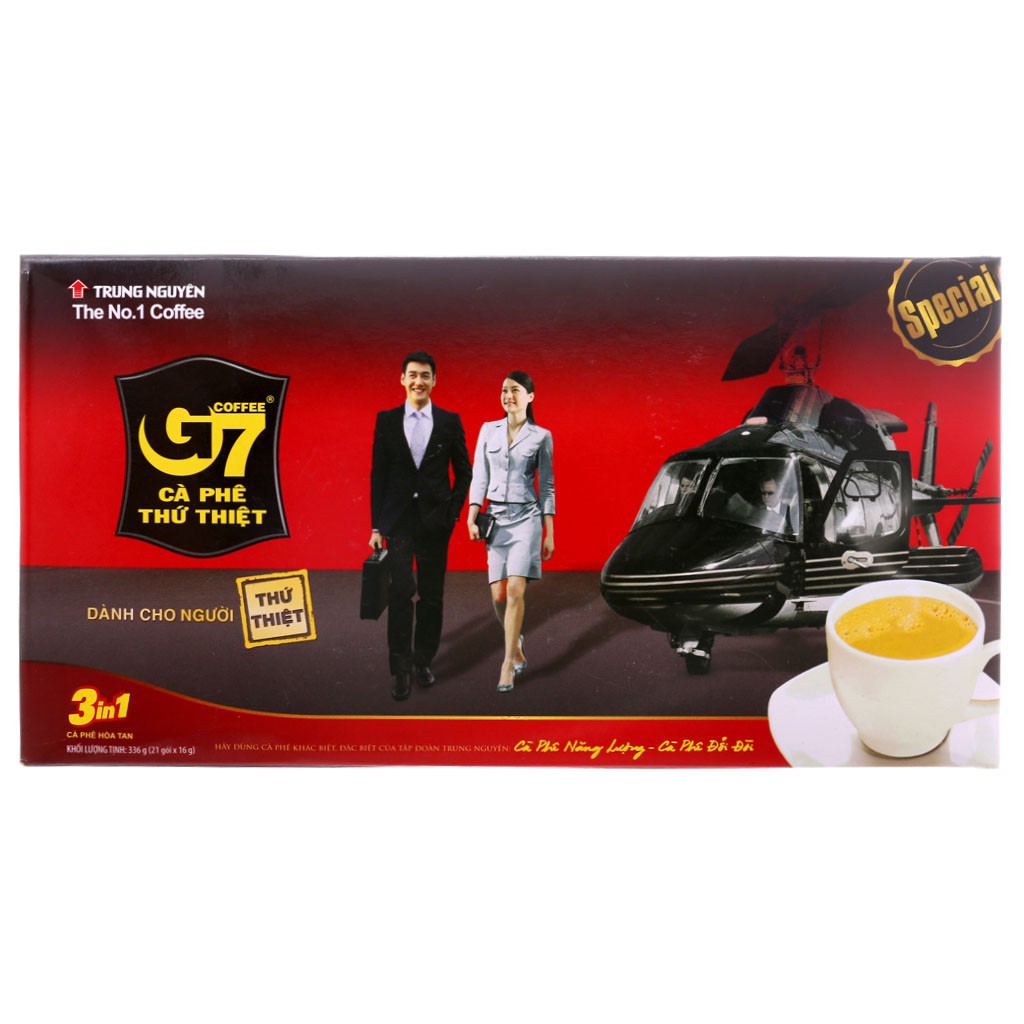 TRUNG NGUYÊN
The No.1 Coffee
Special
COFFEE®
G7
CÀ PHÊ
THỨ THIỆT
DÀNH CHO NGƯỜI
THỨ
THIỆT
3in1
CÀ PHÊ HÒA TAN
KHỐI LƯỢNG TỊNH: 336 g (21 gói x 16 g)
HÃY DÙNG CÀ PHÊ KHÁC BIỆT, ĐẶC BIỆT CỦA TẬP ĐOÀN TRUNG NGUYÊN: Cà Phê Năng Lượng - Cà Phê Đổi Đời